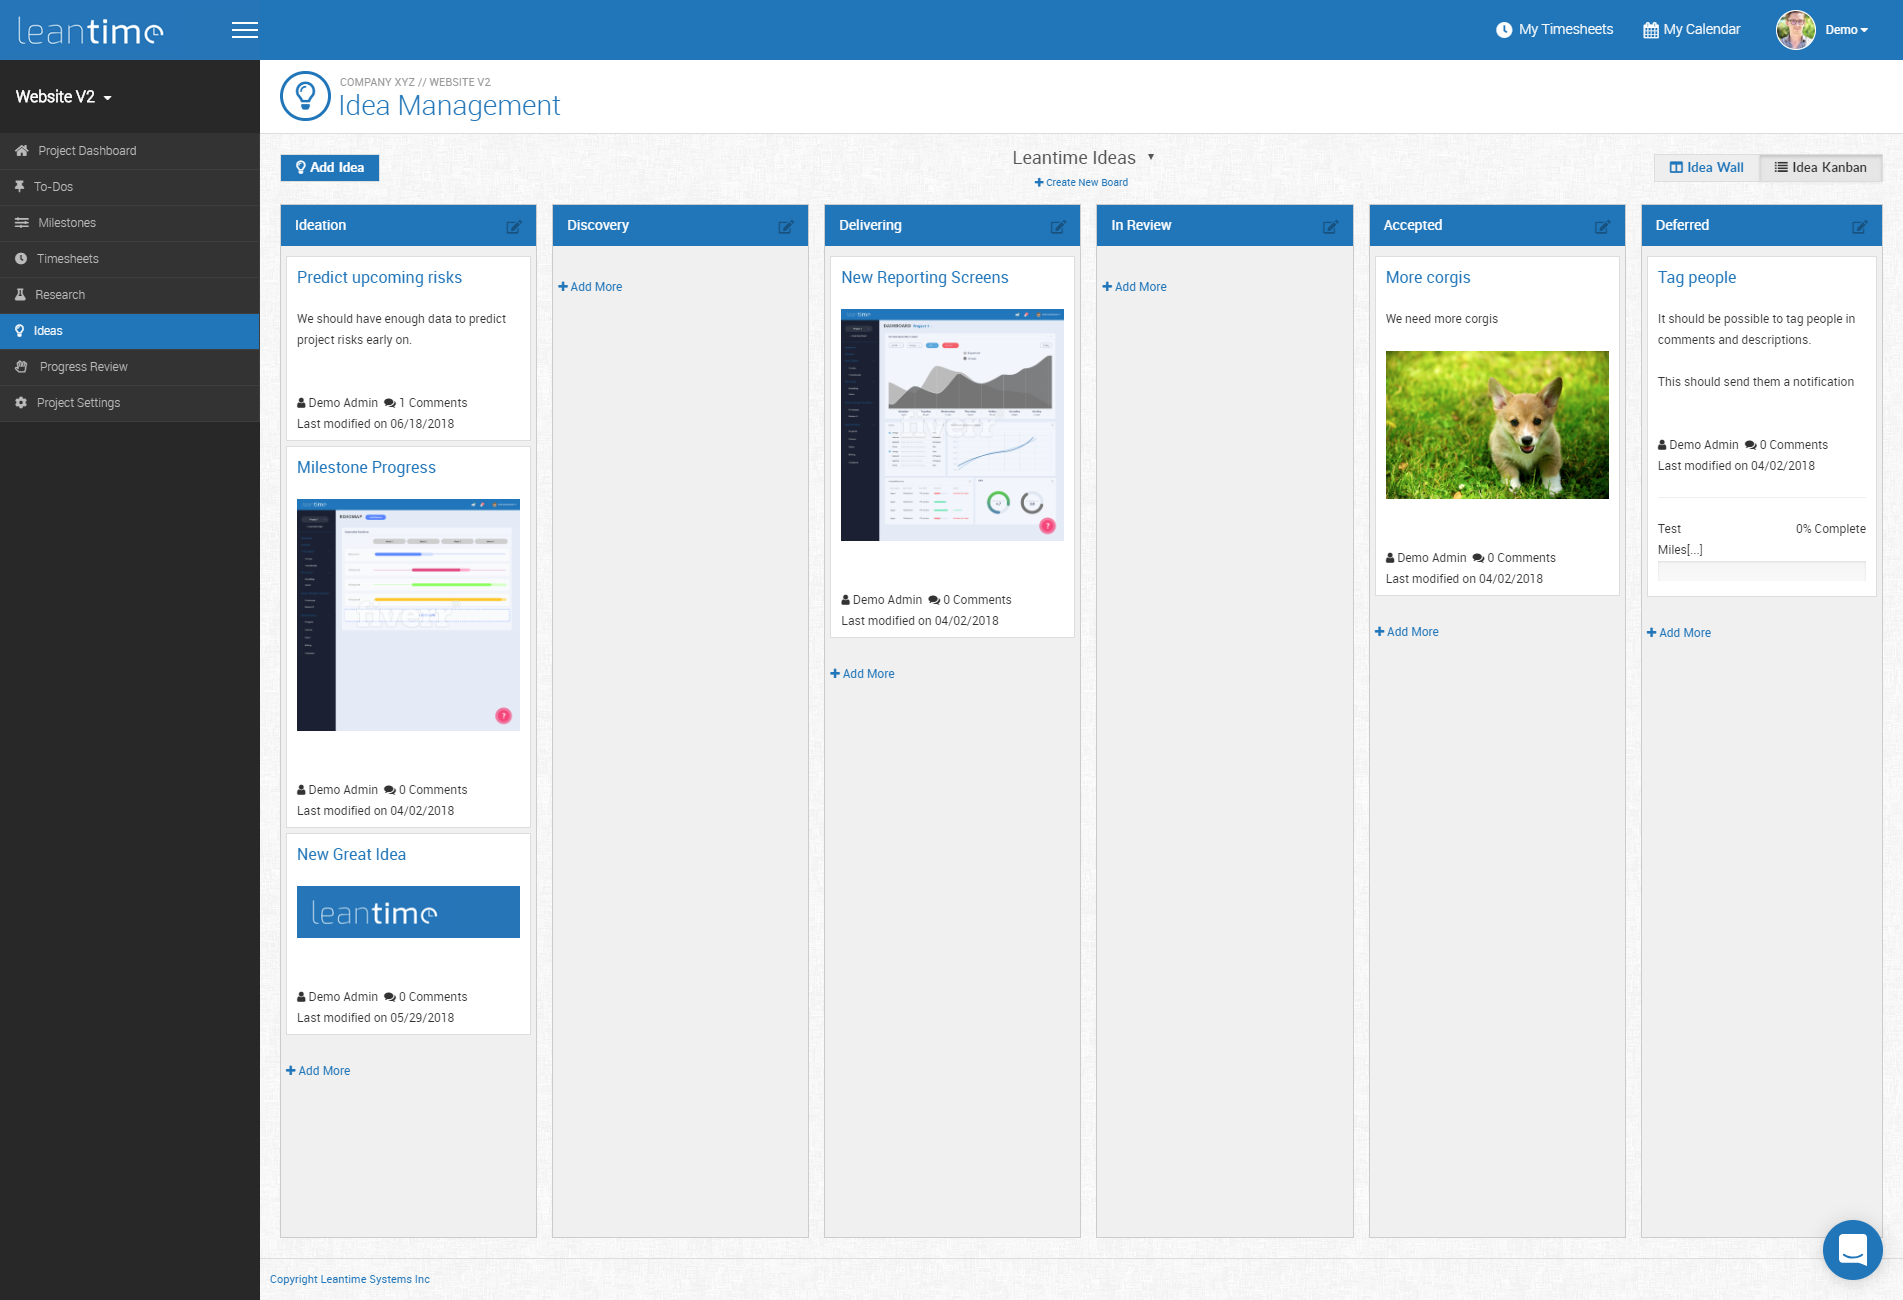 leantime
My Timesheets
My Calendar
Demo
Website V2
Project Dashboard
To-Dos
Milestones
Timesheets
Research
Ideas
Progress Review
Project Settings
COMPANY XYZ // WEBSITE V2
Idea Management
Add Idea
Leantime Ideas
Create New Board
Idea Wall
Idea Kanban
Ideation
Predict upcoming risks
We should have enough data to predict
project risks early on.
Demo Admin 1 Comments
Last modified on 06/18/2018
Milestone Progress
leantime
ROADMAP
fiverr
?
Demo Admin 0 Comments
Last modified on 04/02/2018
New Great Idea
leantime
Demo Admin 0 Comments
Last modified on 05/29/2018
Add More
Discovery
Add More
Delivering
New Reporting Screens
leantime
DASHBOARD Project 1
fiverr
?
Demo Admin 0 Comments
Last modified on 04/02/2018
Add More
In Review
Add More
Accepted
More corgis
We need more corgis
Demo Admin 0 Comments
Last modified on 04/02/2018
Add More
Deferred
Tag people
It should be possible to tag people in
comments and descriptions.
This should send them a notification
Demo Admin 0 Comments
Last modified on 04/02/2018
Test 0% Complete
Miles[...]
Add More
Copyright Leantime Systems Inc